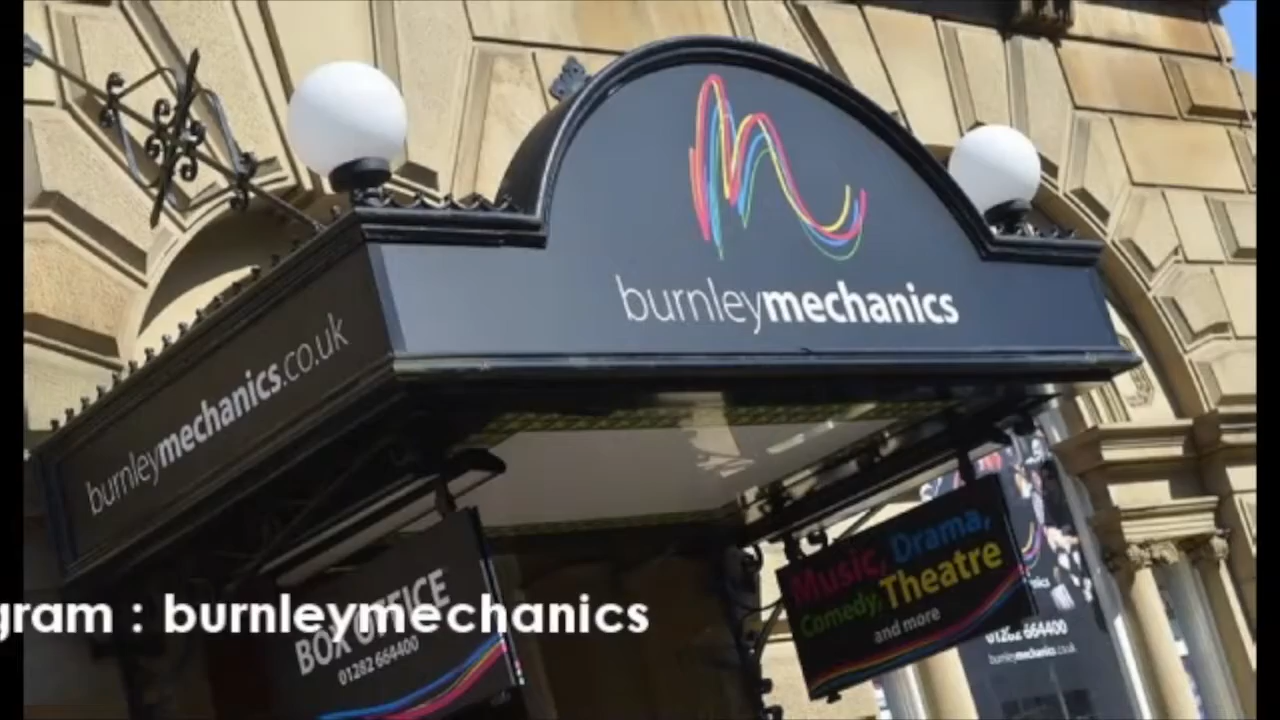 burnleymechanics
burnleymechanics.co.uk
gram : burnleymechanics
BOX OFFICE
01282 664400
Music, Drama,
Comedy, Theatre
and more
01282 664400
burnleymechanics.co.uk